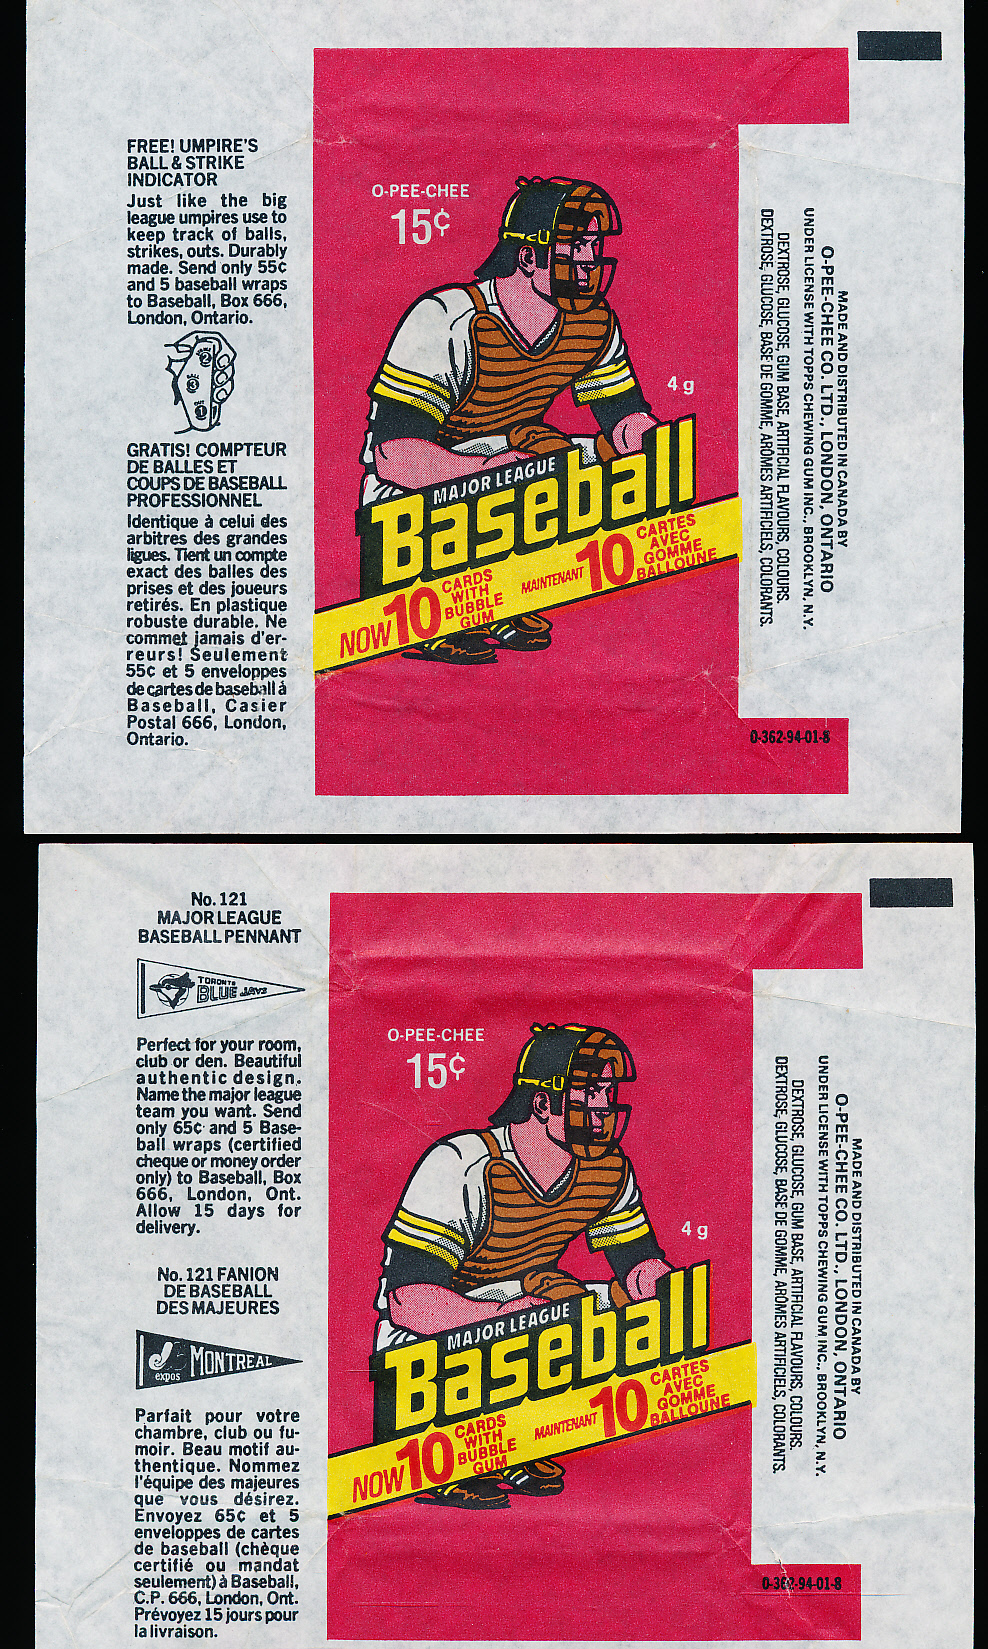 FREE! UMPIRE'S
BALL & STRIKE
INDICATOR
Just like the big
league umpires use to
keep track of balls,
strikes, outs. Durably
made. Send only 55¢
and 5 baseball wraps
to Baseball, Box 666,
London, Ontario.
2
3
OUT
1
GRATIS! COMPTEUR
DE BALLES ET
COUPS DE BASEBALL
PROFESSIONNEL
Identique à celui des
arbitres des grandes
ligues. Tient un compte
exact des balles des
prises et des joueurs
retirés. En plastique
robuste durable. Ne
commet jamais d'er-
reurs! Seulement
55¢ et 5 enveloppes
de cartes de baseball à
Baseball, Casier
Postal 666, London,
Ontario.
O-PEE-CHEE
15¢
4 g
MAJOR LEAGUE
Baseball
NOW 10 CARDS
WITH
BUBBLE
GUM
MAINTENANT 10 CARTES
AVEC
GOMME
BALLOUNE
MADE AND DISTRIBUTED IN CANADA BY
O-PEE-CHEE CO. LTD., LONDON, ONTARIO
UNDER LICENSE WITH TOPPS CHEWING GUM INC., BROOKLYN, N.Y.
DEXTROSE, GLUCOSE, GUM BASE, ARTIFICIAL FLAVOURS, COLOURS.
DEXTROSE, GLUCOSE, BASE DE GOMME, ARÔMES ARTIFICIELS, COLORANTS.
0-362-94-01-8
No. 121
MAJOR LEAGUE
BASEBALL PENNANT
TORONTO
BLUE JAYS
Perfect for your room,
club or den. Beautiful
authentic design.
Name the major league
team you want. Send
only 65¢ and 5 Base-
ball wraps (certified
cheque or money order
only) to Baseball, Box
666, London, Ont.
Allow 15 days for
delivery.
No. 121 FANION
DE BASEBALL
DES MAJEURES
expos
MONTREAL
Parfait pour votre
chambre, club ou fu-
moir. Beau motif au-
thentique. Nommez
l'équipe des majeures
que vous désirez.
Envoyez 65¢ et 5
enveloppes de cartes
de baseball (chèque
certifié ou mandat
seulement) à Baseball,
C.P. 666, London, Ont.
Prévoyez 15 jours pour
la livraison.
O-PEE-CHEE
15¢
4 g
MAJOR LEAGUE
Baseball
NOW 10 CARDS
WITH
BUBBLE
GUM
MAINTENANT 10 CARTES
AVEC
GOMME
BALLOUNE
MADE AND DISTRIBUTED IN CANADA BY
O-PEE-CHEE CO. LTD., LONDON, ONTARIO
UNDER LICENSE WITH TOPPS CHEWING GUM INC., BROOKLYN, N.Y.
DEXTROSE, GLUCOSE, GUM BASE, ARTIFICIAL FLAVOURS, COLOURS.
DEXTROSE, GLUCOSE, BASE DE GOMME, ARÔMES ARTIFICIELS, COLORANTS.
0-362-94-01-8